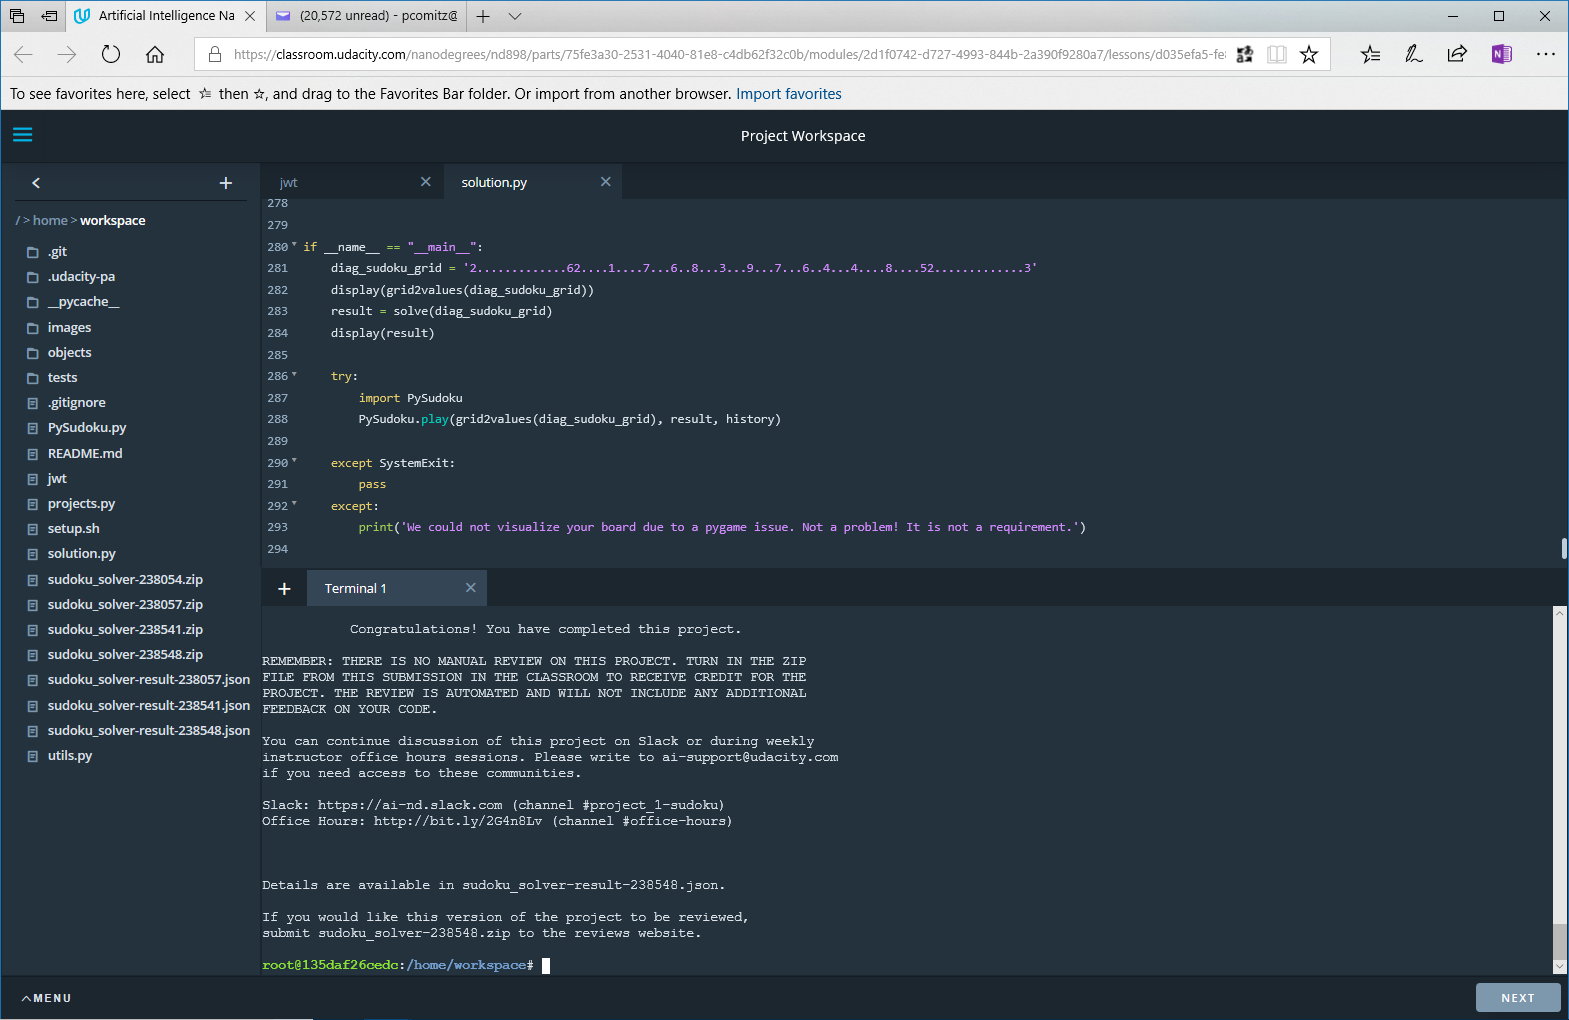 Artificial Intelligence Na
(20,572 unread) - pcomitz@
https://classroom.udacity.com/nanodegrees/nd898/parts/75fe3a30-2531-4040-81e8-c4db62f32c0b/modules/2d1f0742-d727-4993-844b-2a390f9280a7/lessons/d035efa5-fe
To see favorites here, select then ☆, and drag to the Favorites Bar folder. Or import from another browser. Import favorites
Project Workspace
/ > home > workspace
.git
.udacity-pa
__pycache__
images
objects
tests
.gitignore
PySudoku.py
README.md
jwt
projects.py
setup.sh
solution.py
sudoku_solver-238054.zip
sudoku_solver-238057.zip
sudoku_solver-238541.zip
sudoku_solver-238548.zip
sudoku_solver-result-238057.json
sudoku_solver-result-238541.json
sudoku_solver-result-238548.json
utils.py
jwt
solution.py
278
279
280 if __name__ == "__main__":
281 diag_sudoku_grid = '2.............62....1....7...6..8...3...9...7...6..4...4....8....52.............3'
282 display(grid2values(diag_sudoku_grid))
283 result = solve(diag_sudoku_grid)
284 display(result)
285
286 try:
287 import PySudoku
288 PySudoku.play(grid2values(diag_sudoku_grid), result, history)
289
290 except SystemExit:
291 pass
292 except:
293 print('We could not visualize your board due to a pygame issue. Not a problem! It is not a requirement.')
294
Terminal 1
Congratulations! You have completed this project.
REMEMBER: THERE IS NO MANUAL REVIEW ON THIS PROJECT. TURN IN THE ZIP
FILE FROM THIS SUBMISSION IN THE CLASSROOM TO RECEIVE CREDIT FOR THE
PROJECT. THE REVIEW IS AUTOMATED AND WILL NOT INCLUDE ANY ADDITIONAL
FEEDBACK ON YOUR CODE.
You can continue discussion of this project on Slack or during weekly
instructor office hours sessions. Please write to ai-support@udacity.com
if you need access to these communities.
Slack: https://ai-nd.slack.com (channel #project_1-sudoku)
Office Hours: http://bit.ly/2G4n8Lv (channel #office-hours)
Details are available in sudoku_solver-result-238548.json.
If you would like this version of the project to be reviewed,
submit sudoku_solver-238548.zip to the reviews website.
root@135daf26cedc:/home/workspace#
MENU
NEXT